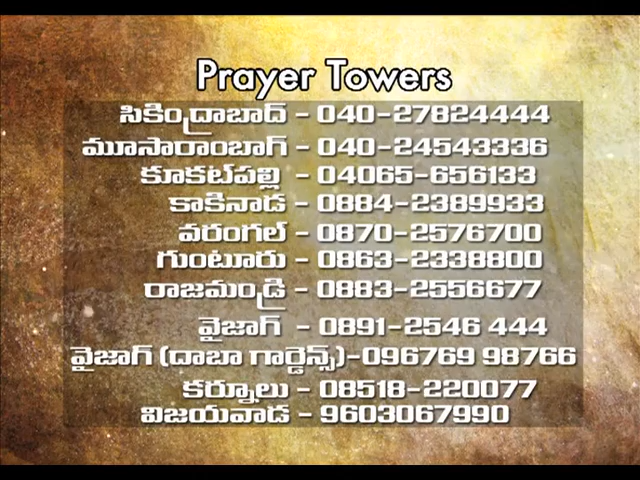 Prayer Towers
సికింద్రాబాద్ - 040-27824444
మూసారాంబాగ్ - 040-24543336
కూకట్‌పల్లి - 04065-656133
కాకినాడ - 0884-2389933
వరంగల్ - 0870-2576700
గుంటూరు - 0863-2338800
రాజమండ్రి - 0883-2556677
వైజాగ్ - 0891-2546 444
వైజాగ్ (దాబా గార్డెన్స్)-096769 98766
కర్నూలు - 08518-220077
విజయవాడ - 9603067990